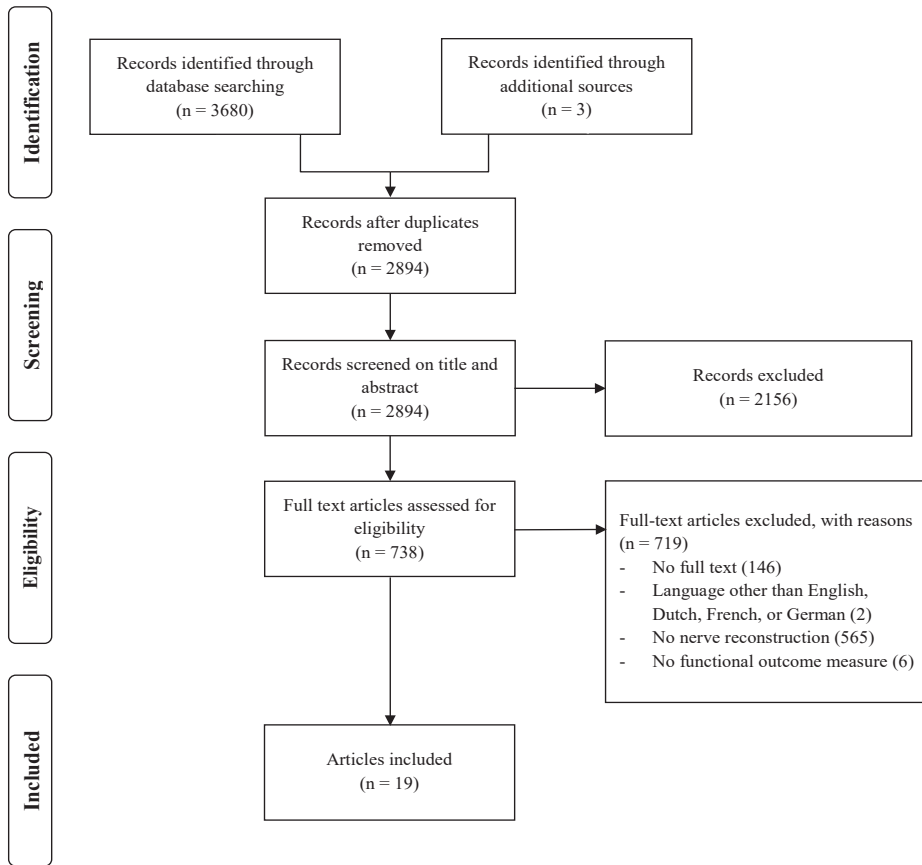 Identification
Records identified through
database searching
(n = 3680)
Records identified through
additional sources
(n = 3)
Records after duplicates
removed
(n = 2894)
Screening
Records screened on title and
abstract
(n = 2894)
Records excluded
(n = 2156)
Eligibility
Full text articles assessed for
eligibility
(n = 738)
Full-text articles excluded, with reasons
(n = 719)
- No full text (146)
- Language other than English,
Dutch, French, or German (2)
- No nerve reconstruction (565)
- No functional outcome measure (6)
Included
Articles included
(n = 19)